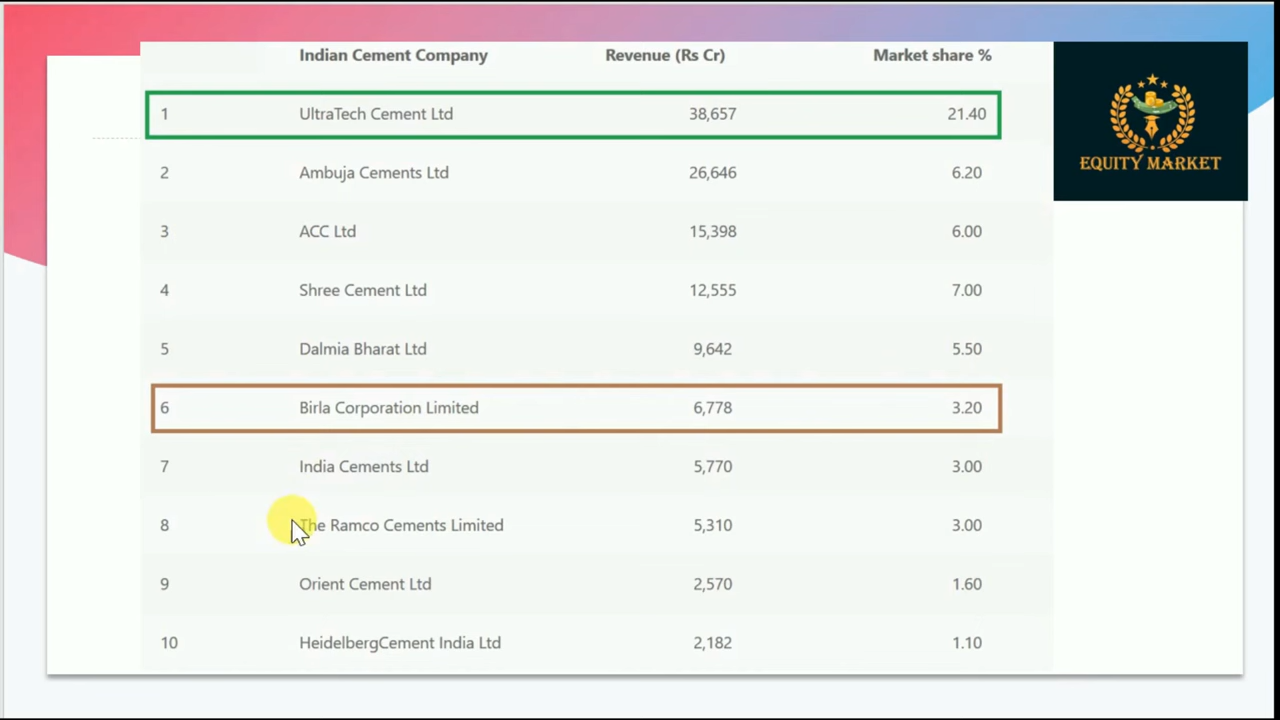 Indian Cement Company Revenue (Rs Cr) Market share %
1 UltraTech Cement Ltd 38,657 21.40
2 Ambuja Cements Ltd 26,646 6.20
3 ACC Ltd 15,398 6.00
4 Shree Cement Ltd 12,555 7.00
5 Dalmia Bharat Ltd 9,642 5.50
6 Birla Corporation Limited 6,778 3.20
7 India Cements Ltd 5,770 3.00
8 The Ramco Cements Limited 5,310 3.00
9 Orient Cement Ltd 2,570 1.60
10 HeidelbergCement India Ltd 2,182 1.10
EQUITY MARKET